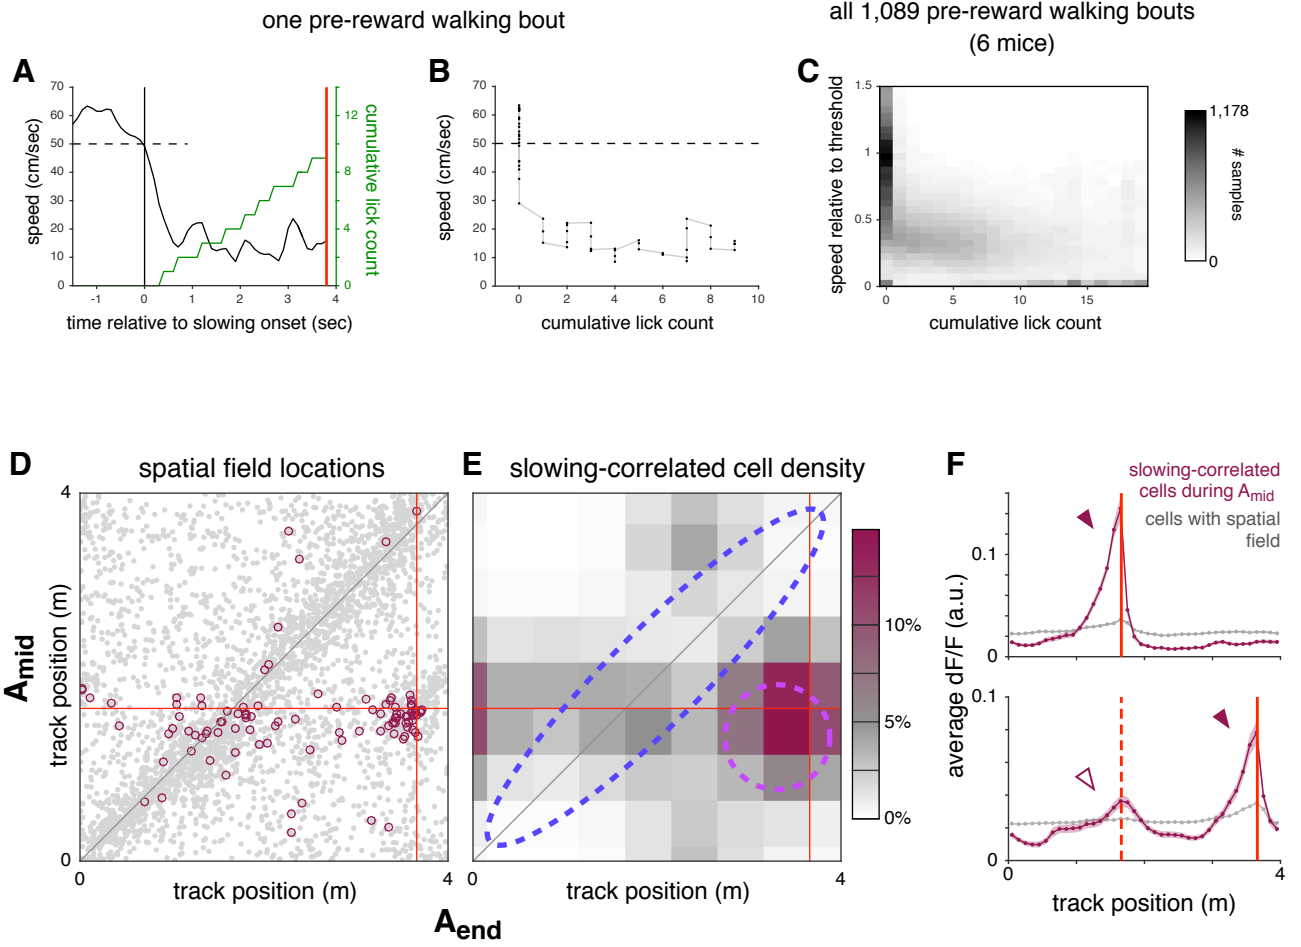 one pre-reward walking bout
all 1,089 pre-reward walking bouts
(6 mice)
A
speed (cm/sec)
70
60
50
40
30
20
10
0
-1
0
1
2
3
4
time relative to slowing onset (sec)
12
8
4
0
cumulative lick count
B
speed (cm/sec)
70
60
50
40
30
20
10
0
0
2
4
6
8
10
cumulative lick count
C
speed relative to threshold
1.5
1
0.5
0
0
5
10
15
cumulative lick count
1,178
0
# samples
D
spatial field locations
4
0
0
4
Amid
track position (m)
track position (m)
E
slowing-correlated cell density
0
4
track position (m)
Aend
10%
5%
0%
F
slowing-correlated
cells during Amid
cells with spatial
field
0.1
0
0.1
0
average dF/F (a.u.)
0
4
track position (m)